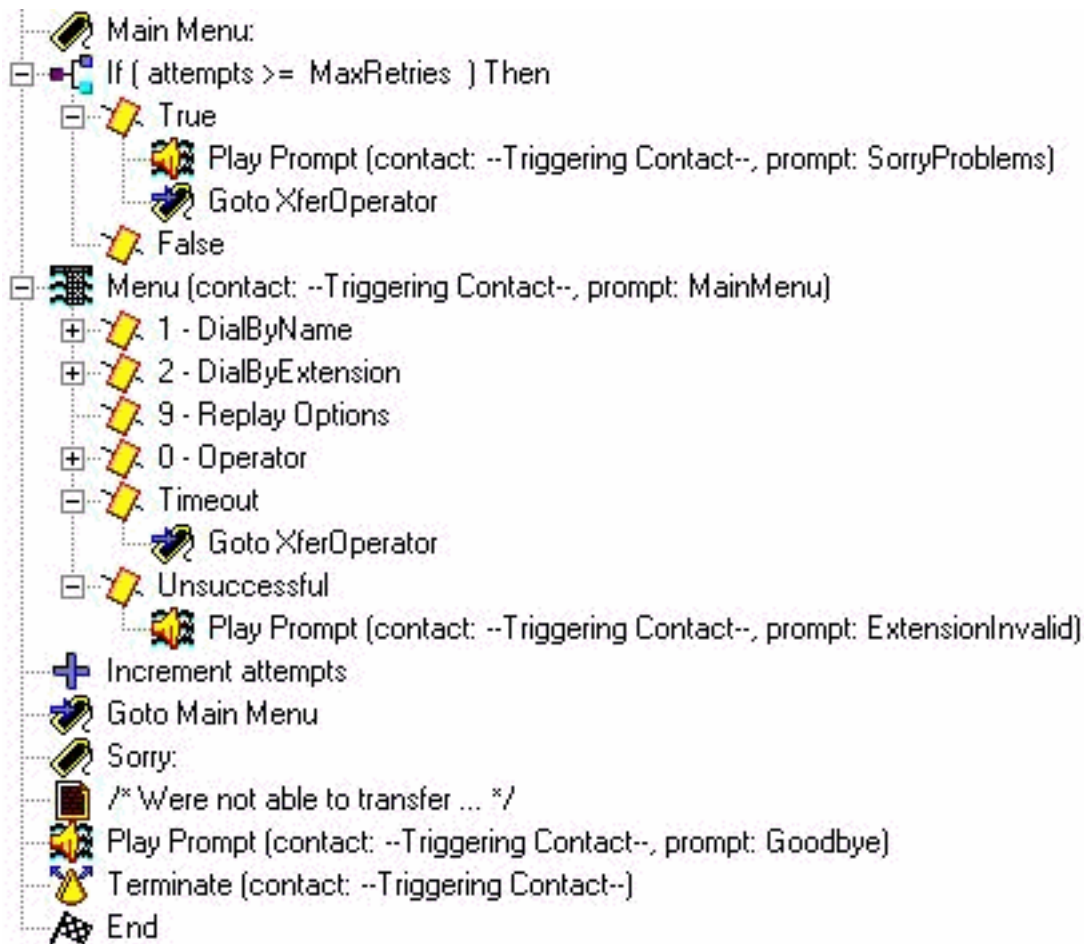 Main Menu:
If ( attempts >= MaxRetries ) Then
True
Play Prompt (contact: --Triggering Contact--, prompt: SorryProblems)
Goto XferOperator
False
Menu (contact: --Triggering Contact--, prompt: MainMenu)
1 - DialByName
2 - DialByExtension
9 - Replay Options
0 - Operator
Timeout
Goto XferOperator
Unsuccessful
Play Prompt (contact: --Triggering Contact--, prompt: ExtensionInvalid)
Increment attempts
Goto Main Menu
Sorry:
/* Were not able to transfer ... */
Play Prompt (contact: --Triggering Contact--, prompt: Goodbye)
Terminate (contact: --Triggering Contact--)
End